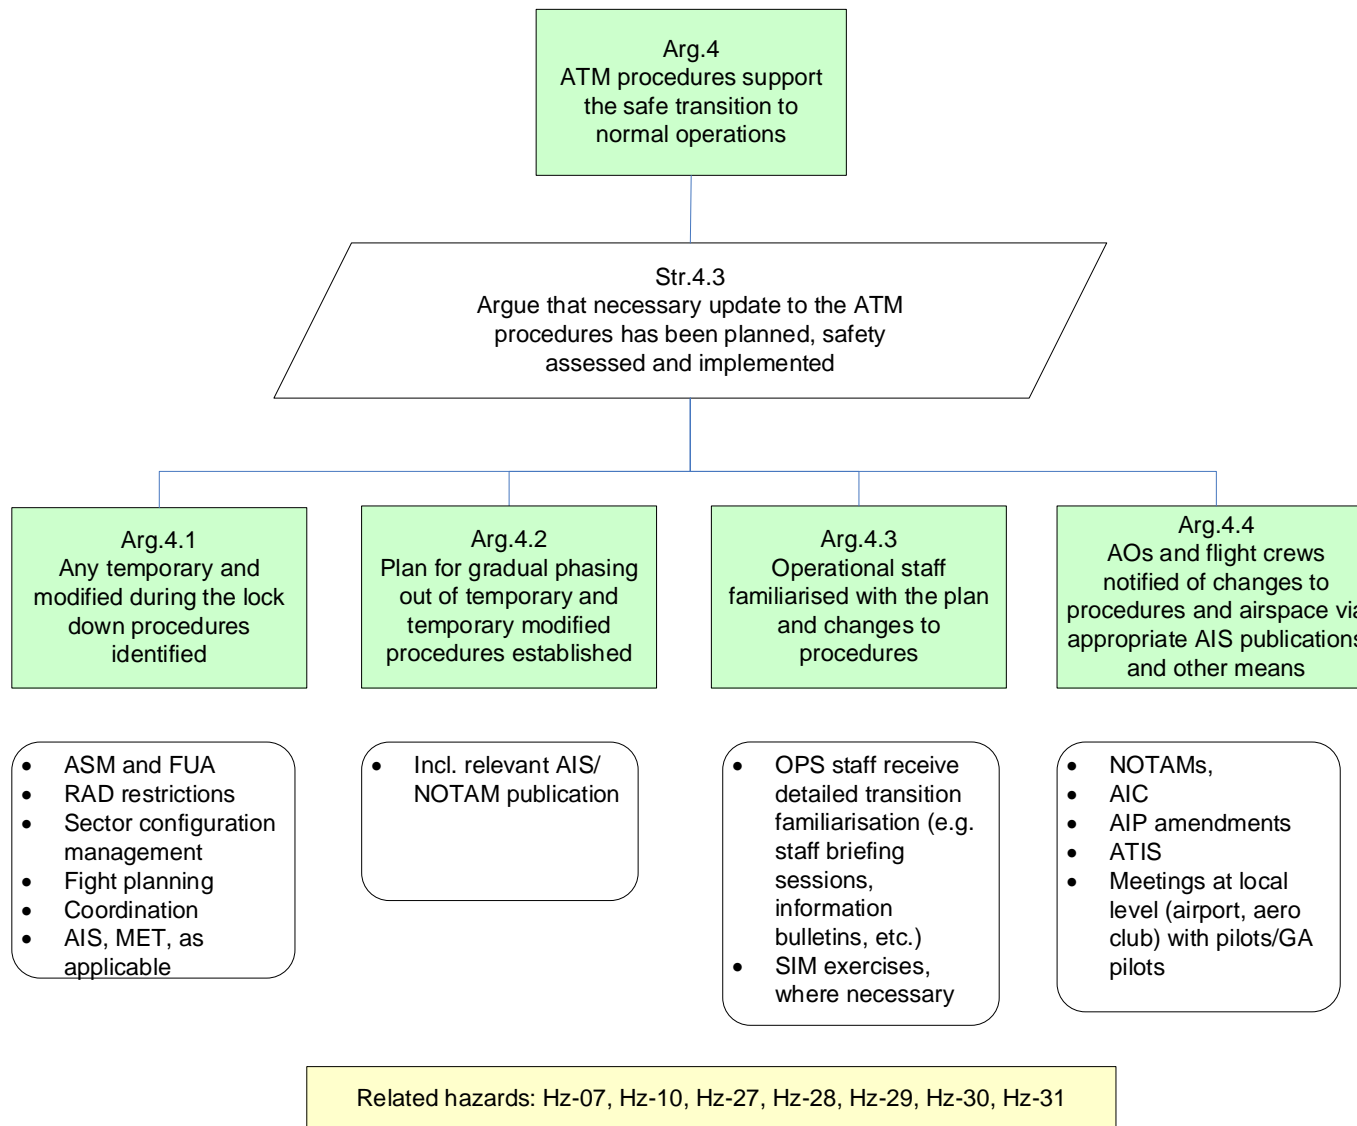 Arg.4
ATM procedures support
the safe transition to
normal operations
Str.4.3
Argue that necessary update to the ATM
procedures has been planned, safety
assessed and implemented
Arg.4.1
Any temporary and
modified during the lock
down procedures
identified
Arg.4.2
Plan for gradual phasing
out of temporary and
temporary modified
procedures established
Arg.4.3
Operational staff
familiarised with the plan
and changes to
procedures
Arg.4.4
AOs and flight crews
notified of changes to
procedures and airspace via
appropriate AIS publications
and other means
• ASM and FUA
• RAD restrictions
• Sector configuration
management
• Fight planning
• Coordination
• AIS, MET, as
applicable
• Incl. relevant AIS/
NOTAM publication
• OPS staff receive
detailed transition
familiarisation (e.g.
staff briefing
sessions,
information
bulletins, etc.)
• SIM exercises,
where necessary
• NOTAMs,
• AIC
• AIP amendments
• ATIS
• Meetings at local
level (airport, aero
club) with pilots/GA
pilots
Related hazards: Hz-07, Hz-10, Hz-27, Hz-28, Hz-29, Hz-30, Hz-31